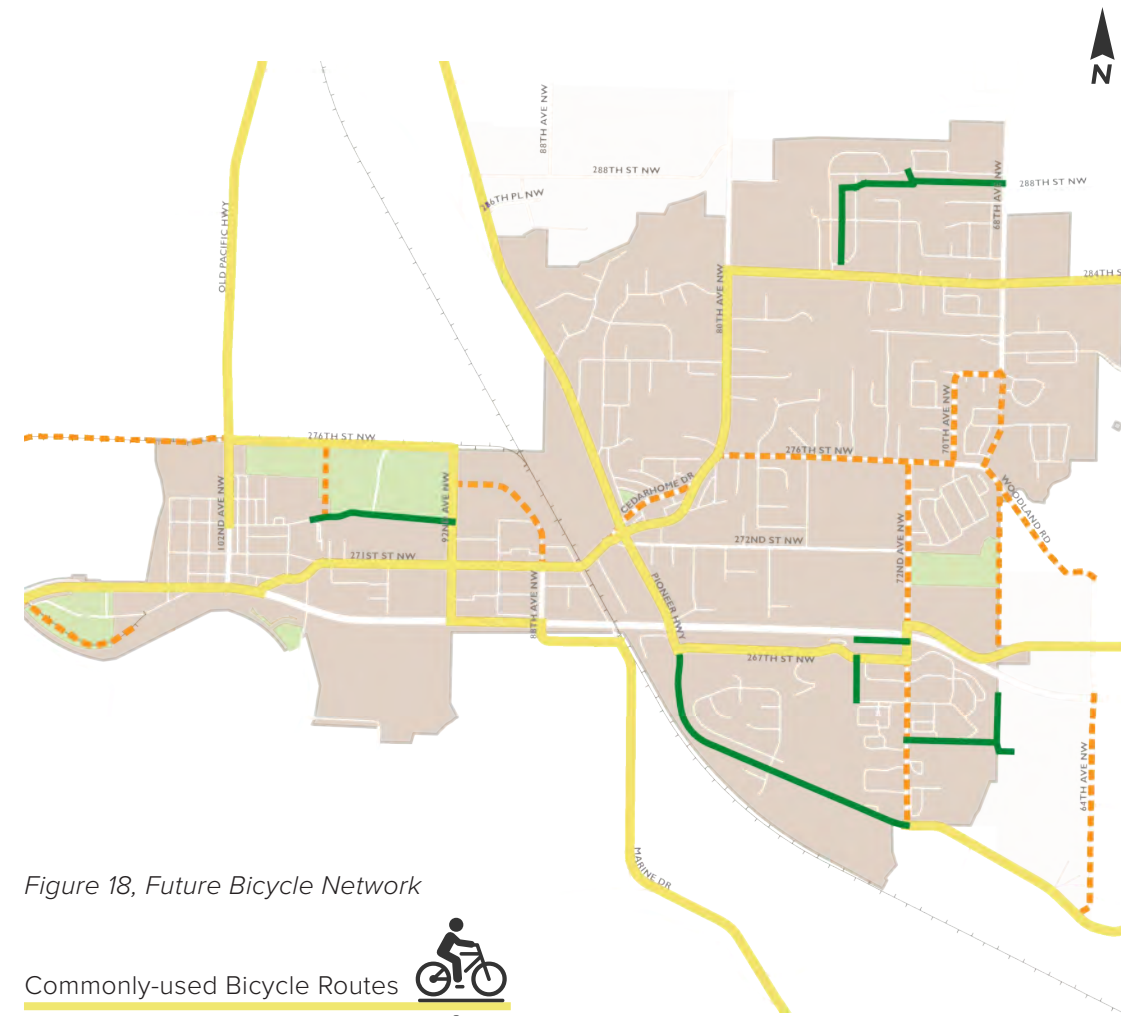 N
88TH AVE NW
288TH ST NW
288TH ST NW
286TH PL NW
68TH AVE NW
OLD PACIFIC HWY
284TH S
80TH AVE NW
70TH AVE NW
276TH ST NW
276TH ST NW
CEDARHOME DR
WOODLAND RD
102ND AVE NW
92ND AVE NW
272ND ST NW
72ND AVE NW
271ST ST NW
88TH AVE NW
PIONEER HWY
267TH ST NW
64TH AVE NW
MARINE DR
Figure 18, Future Bicycle Network
Commonly-used Bicycle Routes